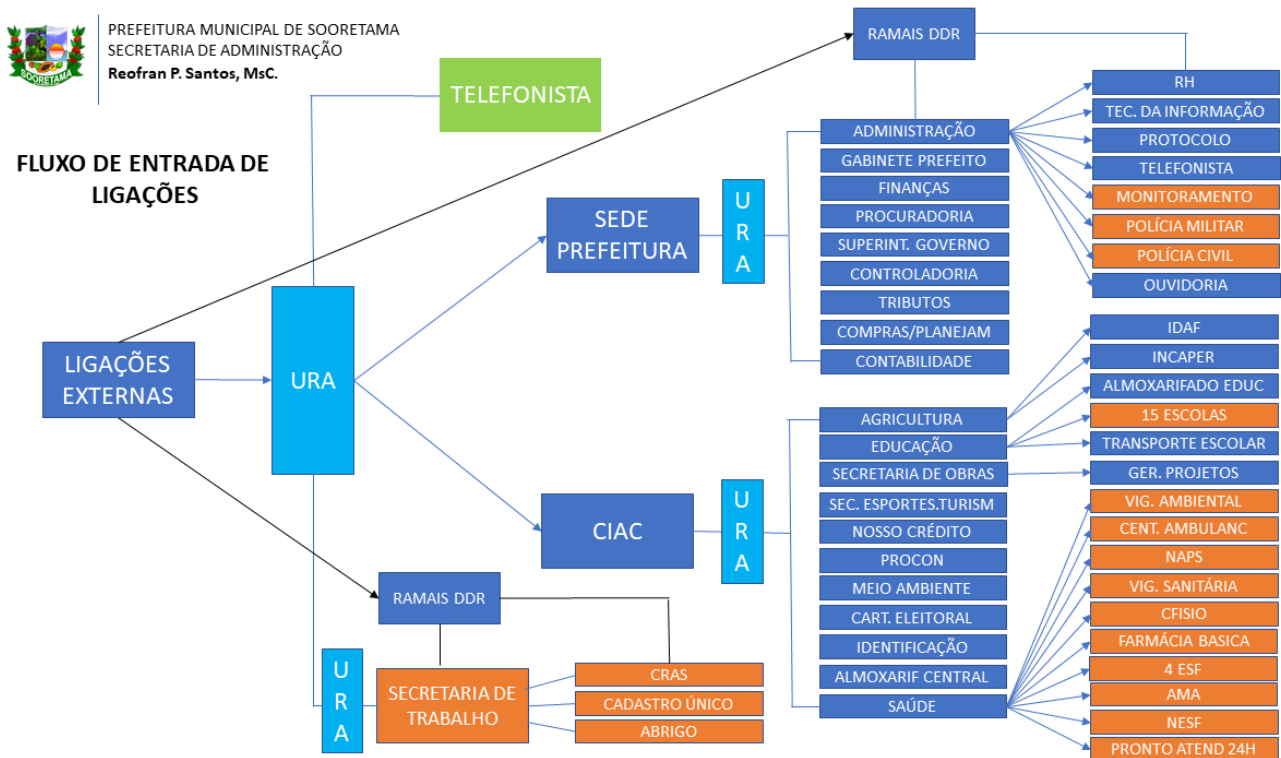 PREFEITURA MUNICIPAL DE SOORETAMA
SECRETARIA DE ADMINISTRAÇÃO
Reofran P. Santos, MsC.
SOORETAMA
FLUXO DE ENTRADA DE
LIGAÇÕES
TELEFONISTA
RAMAIS DDR
LIGAÇÕES
EXTERNAS
URA
SEDE
PREFEITURA
U
R
A
ADMINISTRAÇÃO
GABINETE PREFEITO
FINANÇAS
PROCURADORIA
SUPERINT. GOVERNO
CONTROLADORIA
TRIBUTOS
COMPRAS/PLANEJAM
CONTABILIDADE
RH
TEC. DA INFORMAÇÃO
PROTOCOLO
TELEFONISTA
MONITORAMENTO
POLÍCIA MILITAR
POLÍCIA CIVIL
OUVIDORIA
CIAC
U
R
A
AGRICULTURA
EDUCAÇÃO
SECRETARIA DE OBRAS
SEC. ESPORTES.TURISM
NOSSO CRÉDITO
PROCON
MEIO AMBIENTE
CART. ELEITORAL
IDENTIFICAÇÃO
ALMOXARIF CENTRAL
SAÚDE
IDAF
INCAPER
ALMOXARIFADO EDUC
15 ESCOLAS
TRANSPORTE ESCOLAR
GER. PROJETOS
VIG. AMBIENTAL
CENT. AMBULANC
NAPS
VIG. SANITÁRIA
CFISIO
FARMÁCIA BASICA
4 ESF
AMA
NESF
PRONTO ATEND 24H
RAMAIS DDR
U
R
A
SECRETARIA DE
TRABALHO
CRAS
CADASTRO ÚNICO
ABRIGO